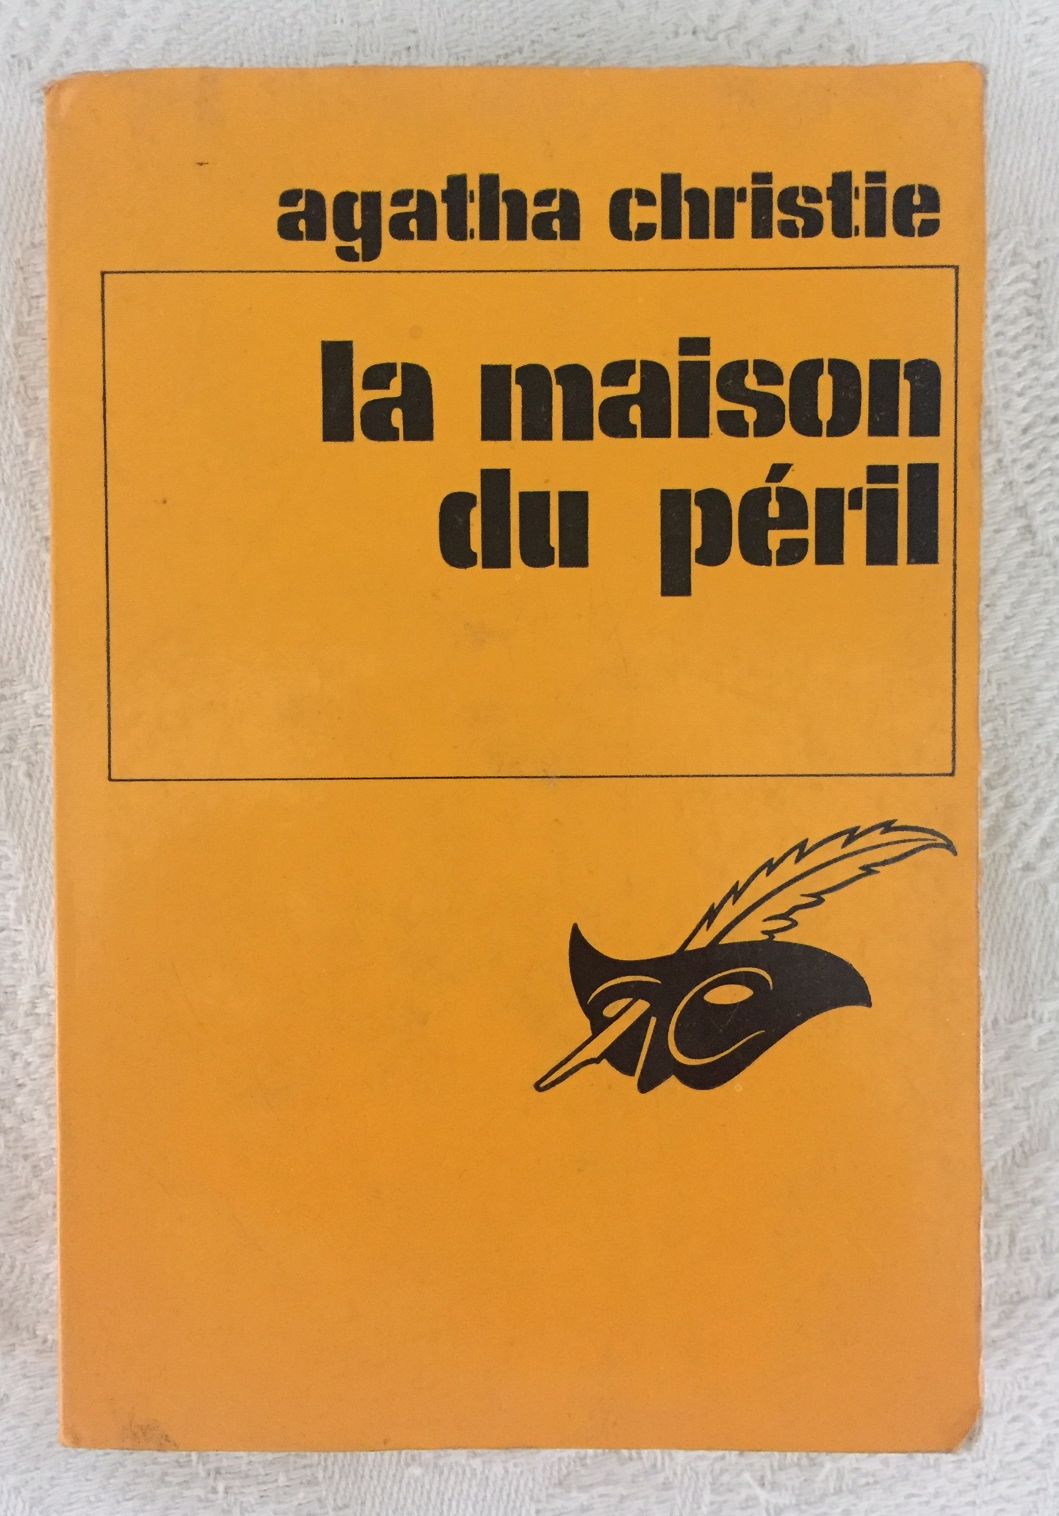 agatha christie
la maison
du péril